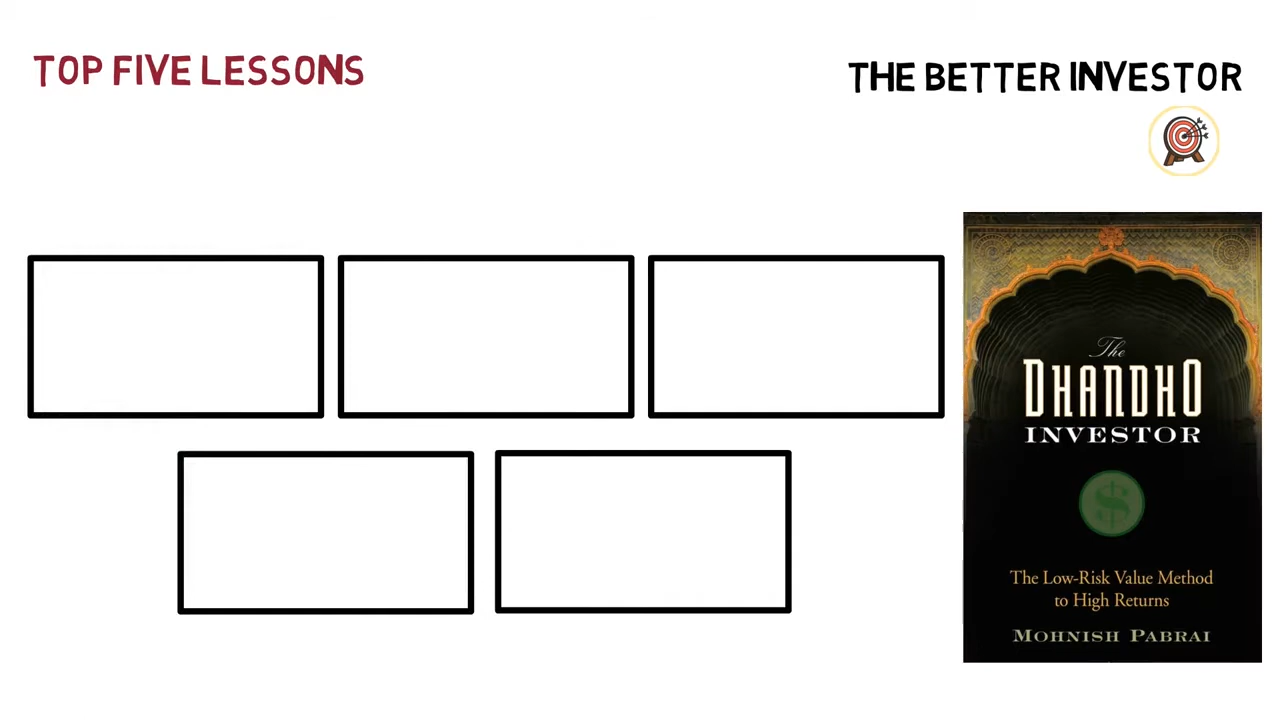 TOP FIVE LESSONS
THE BETTER INVESTOR
The
DHANDHO
INVESTOR
$
The Low-Risk Value Method
to High Returns
MOHNISH PABRAI